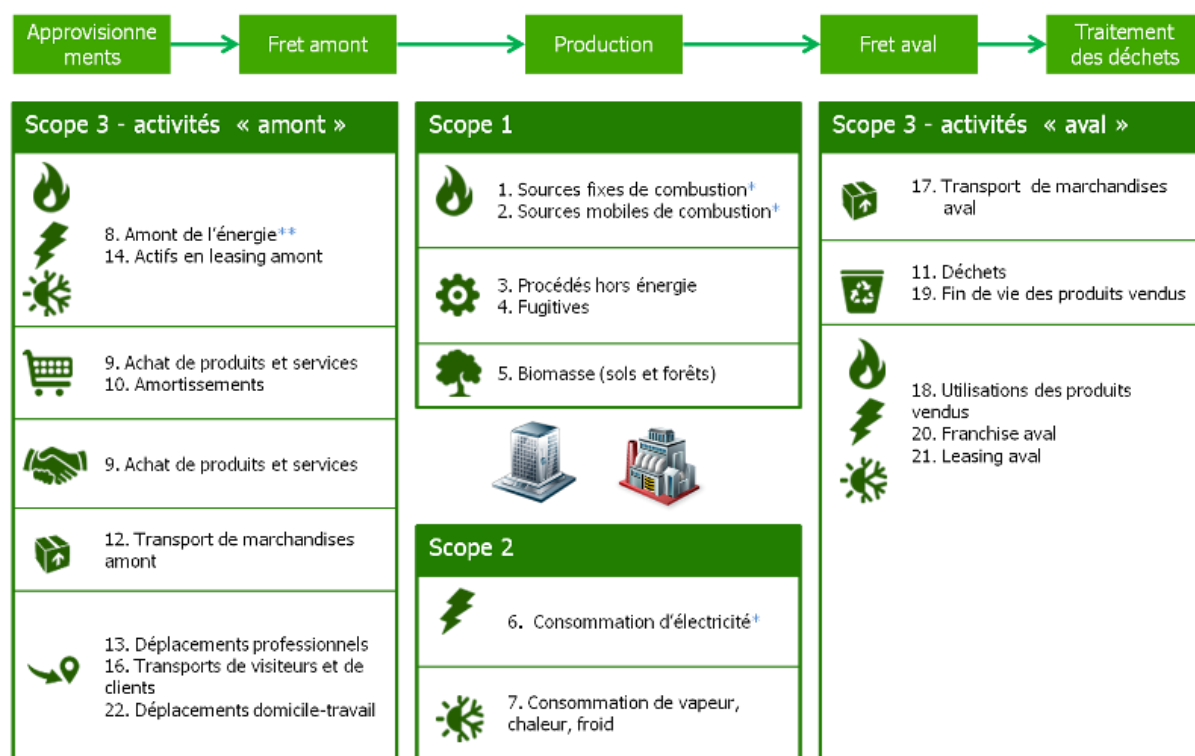 Approvisionne
ments
Fret amont
Production
Fret aval
Traitement
des déchets
Scope 3 - activités « amont »
8. Amont de l'énergie**
14. Actifs en leasing amont
9. Achat de produits et services
10. Amortissements
9. Achat de produits et services
12. Transport de marchandises
amont
13. Déplacements professionnels
16. Transports de visiteurs et de
clients
22. Déplacements domicile-travail
Scope 1
1. Sources fixes de combustion*
2. Sources mobiles de combustion*
3. Procédés hors énergie
4. Fugitives
5. Biomasse (sols et forêts)
Scope 2
6. Consommation d'électricité*
7. Consommation de vapeur,
chaleur, froid
Scope 3 - activités « aval »
17. Transport de marchandises
aval
11. Déchets
19. Fin de vie des produits vendus
18. Utilisations des produits
vendus
20. Franchise aval
21. Leasing aval